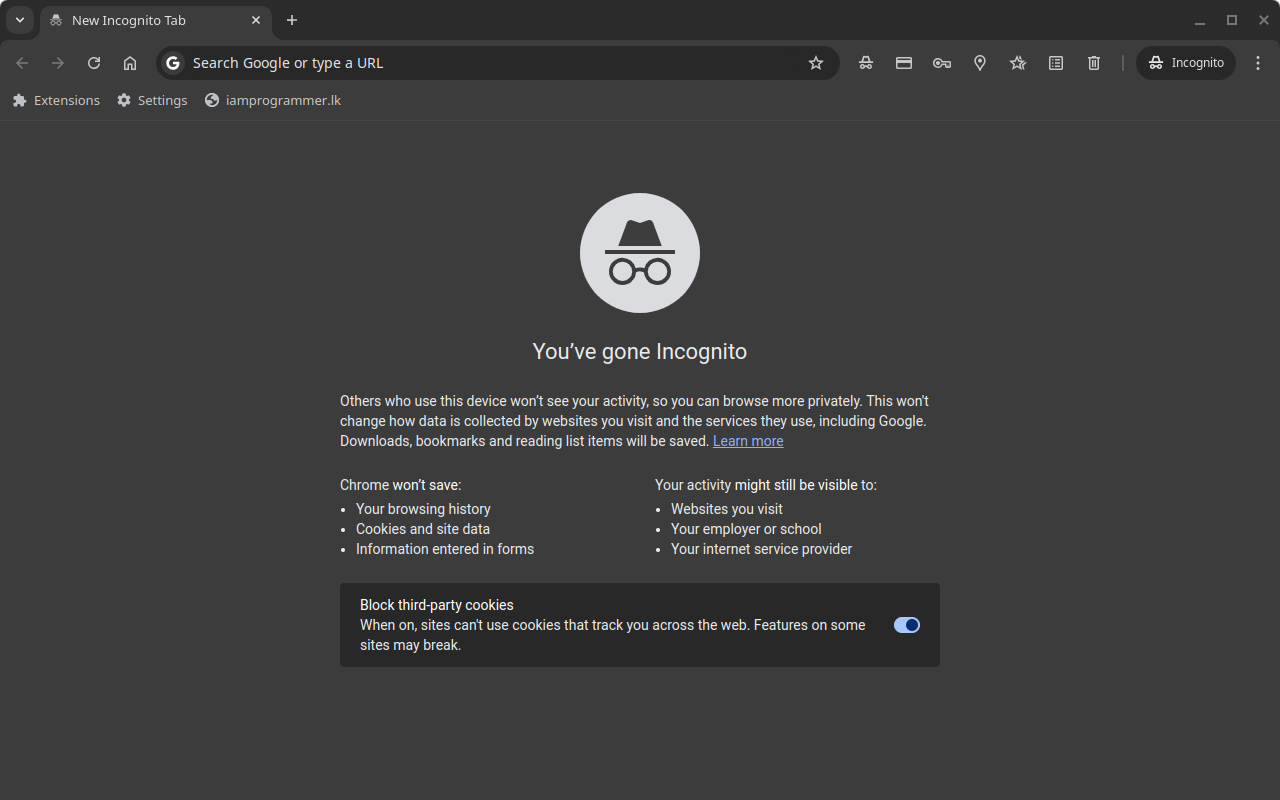 New Incognito Tab
Search Google or type a URL
Incognito
Extensions
Settings
iamprogrammer.lk
You've gone Incognito
Others who use this device won't see your activity, so you can browse more privately. This won't
change how data is collected by websites you visit and the services they use, including Google.
Downloads, bookmarks and reading list items will be saved. Learn more
Chrome won't save:
Your browsing history
Cookies and site data
Information entered in forms
Your activity might still be visible to:
Websites you visit
Your employer or school
Your internet service provider
Block third-party cookies
When on, sites can't use cookies that track you across the web. Features on some
sites may break.